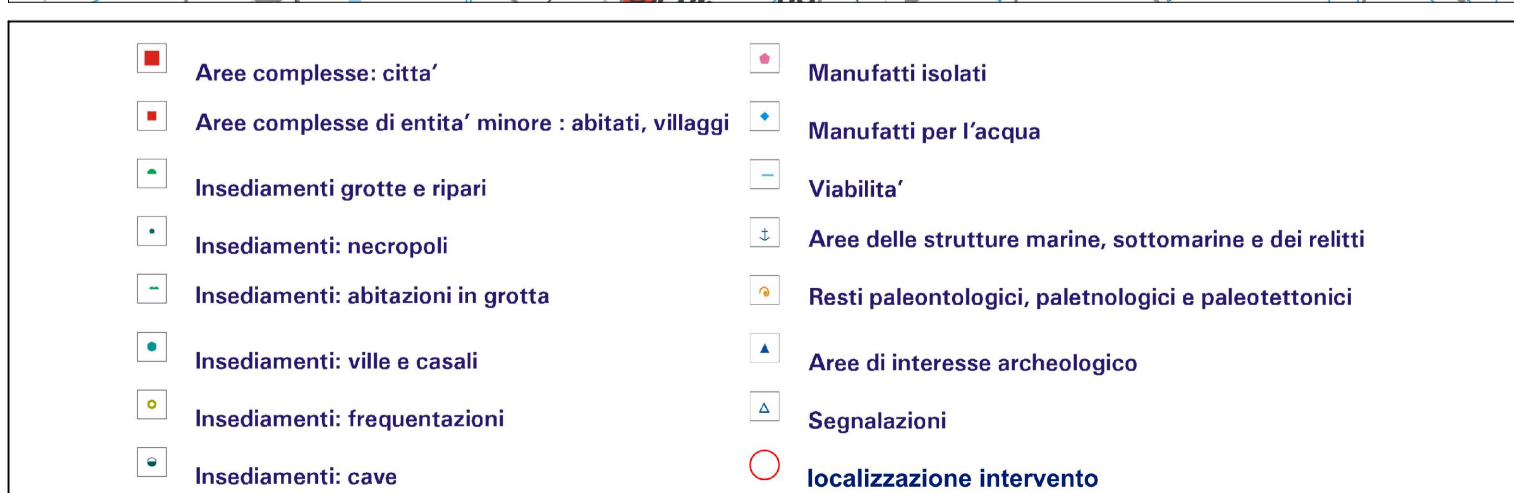 Aree complesse: citta’
Aree complesse di entita’ minore : abitati, villaggi
Insediamenti grotte e ripari
Insediamenti: necropoli
Insediamenti: abitazioni in grotta
Insediamenti: ville e casali
Insediamenti: frequentazioni
Insediamenti: cave
Manufatti isolati
Manufatti per l’acqua
Viabilita’
Aree delle strutture marine, sottomarine e dei relitti
Resti paleontologici, paletnologici e paleotettonici
Aree di interesse archeologico
Segnalazioni
localizzazione intervento